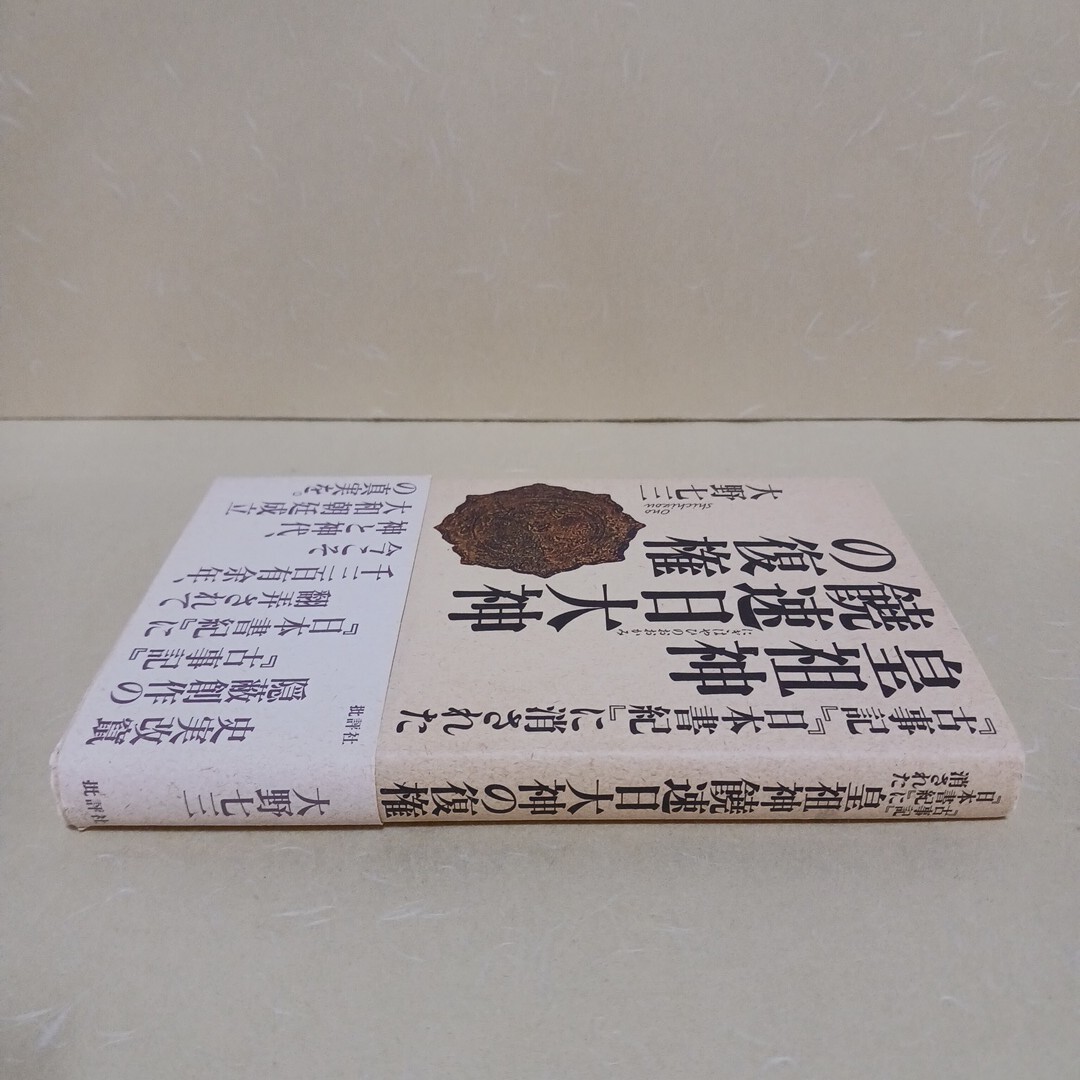 『古事記』『日本書紀』に消された
皇祖神
饒速日大神
にぎはやひのおおかみ
の復権
大野七三
Ono
Shichizou
批評社
史実改竄
隠蔽創作の
『古事記』
『日本書紀』に
翻弄されて
千三百有余年、
今こそ
神と神代、
大和朝廷成立
の真実を。
『古事記』
『日本書紀』に
消された
皇祖神饒速日大神の復権
大野七三
批評社